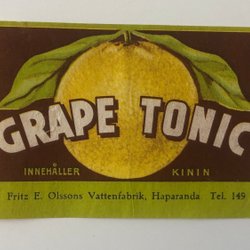 GRAPE TONIC
INNEHÅLLER KININ
Fritz E. Olssons Vattenfabrik, Haparanda Tel. 149